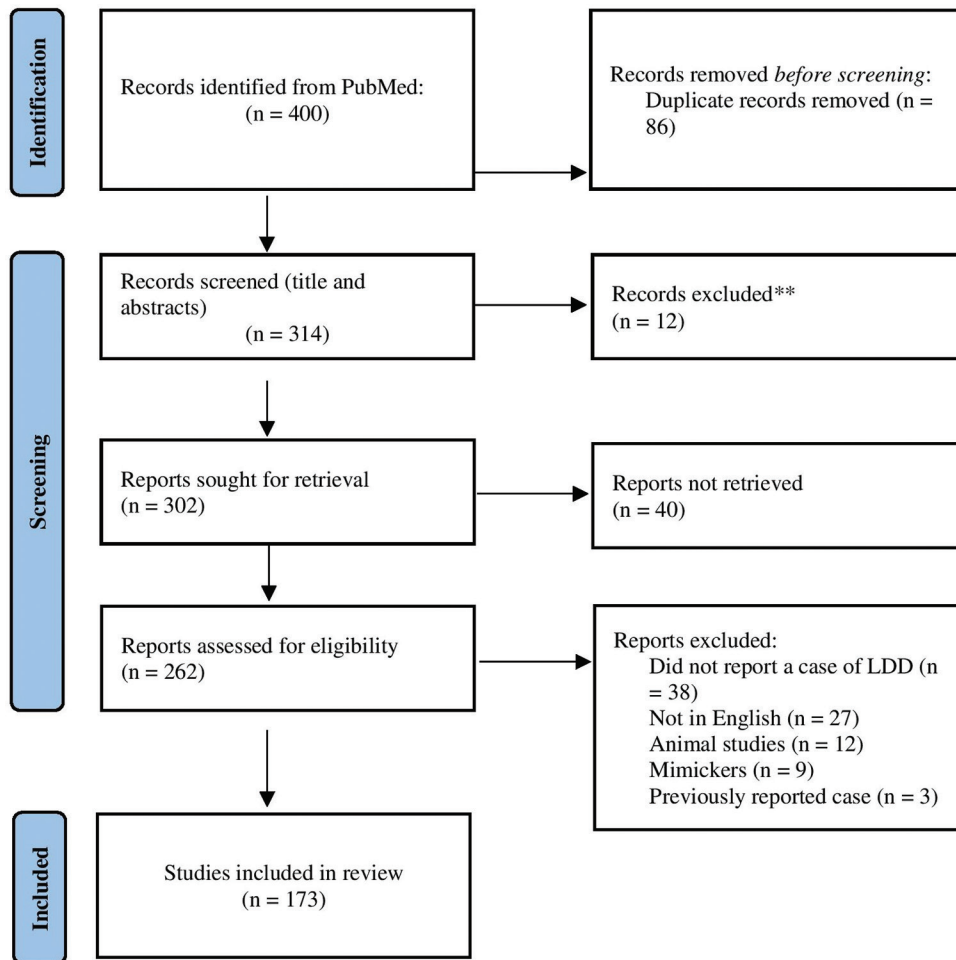 Identification
Records identified from PubMed:
(n = 400)
Records removed before screening:
Duplicate records removed (n =
86)
Screening
Records screened (title and
abstracts)
(n = 314)
Records excluded**
(n = 12)
Reports sought for retrieval
(n = 302)
Reports not retrieved
(n = 40)
Reports assessed for eligibility
(n = 262)
Reports excluded:
Did not report a case of LDD (n
= 38)
Not in English (n = 27)
Animal studies (n = 12)
Mimickers (n = 9)
Previously reported case (n = 3)
Included
Studies included in review
(n = 173)